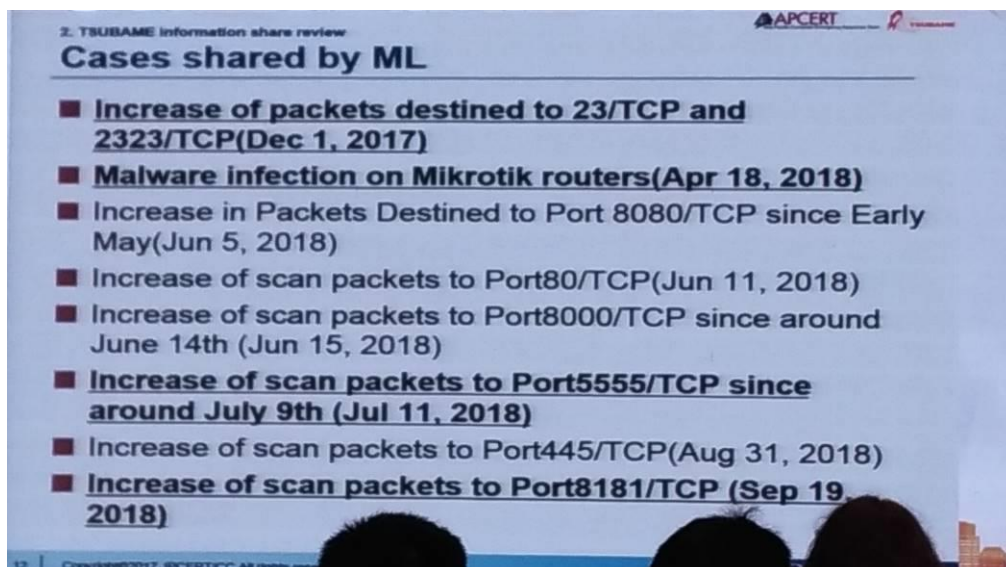 2. TSUBAME information share review
APCERT
TSUBAME
Cases shared by ML
Increase of packets destined to 23/TCP and
2323/TCP(Dec 1, 2017)
Malware infection on Mikrotik routers(Apr 18, 2018)
Increase in Packets Destined to Port 8080/TCP since Early
May(Jun 5, 2018)
Increase of scan packets to Port80/TCP(Jun 11, 2018)
Increase of scan packets to Port8000/TCP since around
June 14th (Jun 15, 2018)
Increase of scan packets to Port5555/TCP since
around July 9th (Jul 11, 2018)
Increase of scan packets to Port445/TCP(Aug 31, 2018)
Increase of scan packets to Port8181/TCP (Sep 19,
2018)